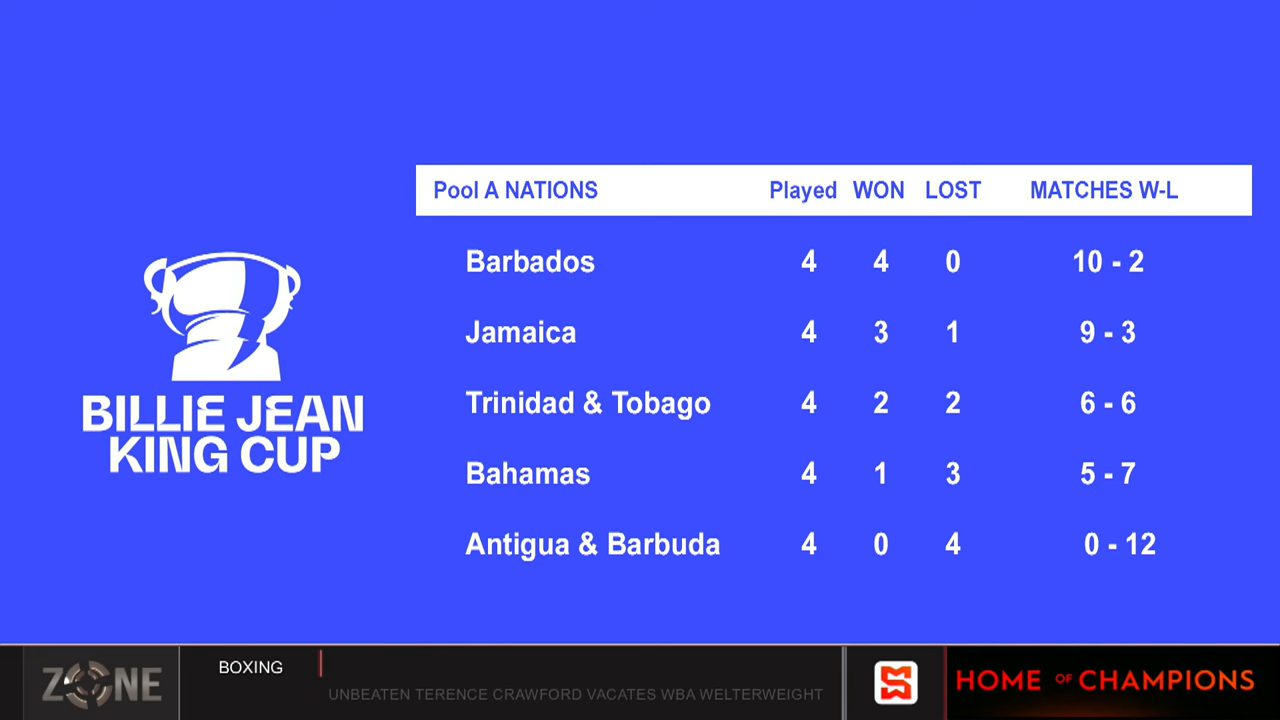 Pool A NATIONS Played WON LOST MATCHES W-L
Barbados 4 4 0 10 - 2
Jamaica 4 3 1 9 - 3
Trinidad & Tobago 4 2 2 6 - 6
Bahamas 4 1 3 5 - 7
Antigua & Barbuda 4 0 4 0 - 12
BILLIE JEAN
KING CUP
ZONE
BOXING
UNBEATEN TERENCE CRAWFORD VACATES WBA WELTERWEIGHT
HOME OF CHAMPIONS